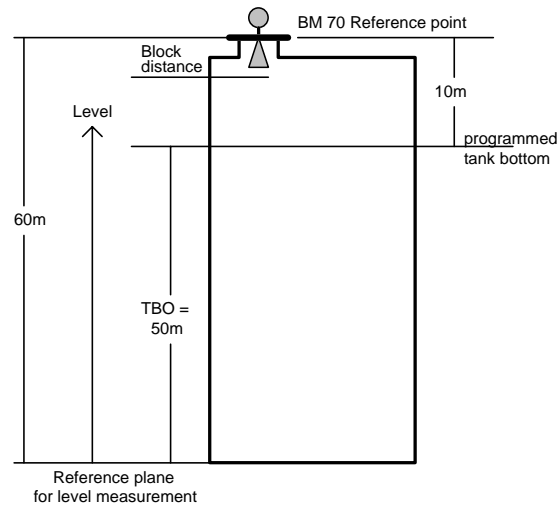 BM 70 Reference point
Block
distance
10m
Level
programmed
tank bottom
60m
TBO =
50m
Reference plane
for level measurement